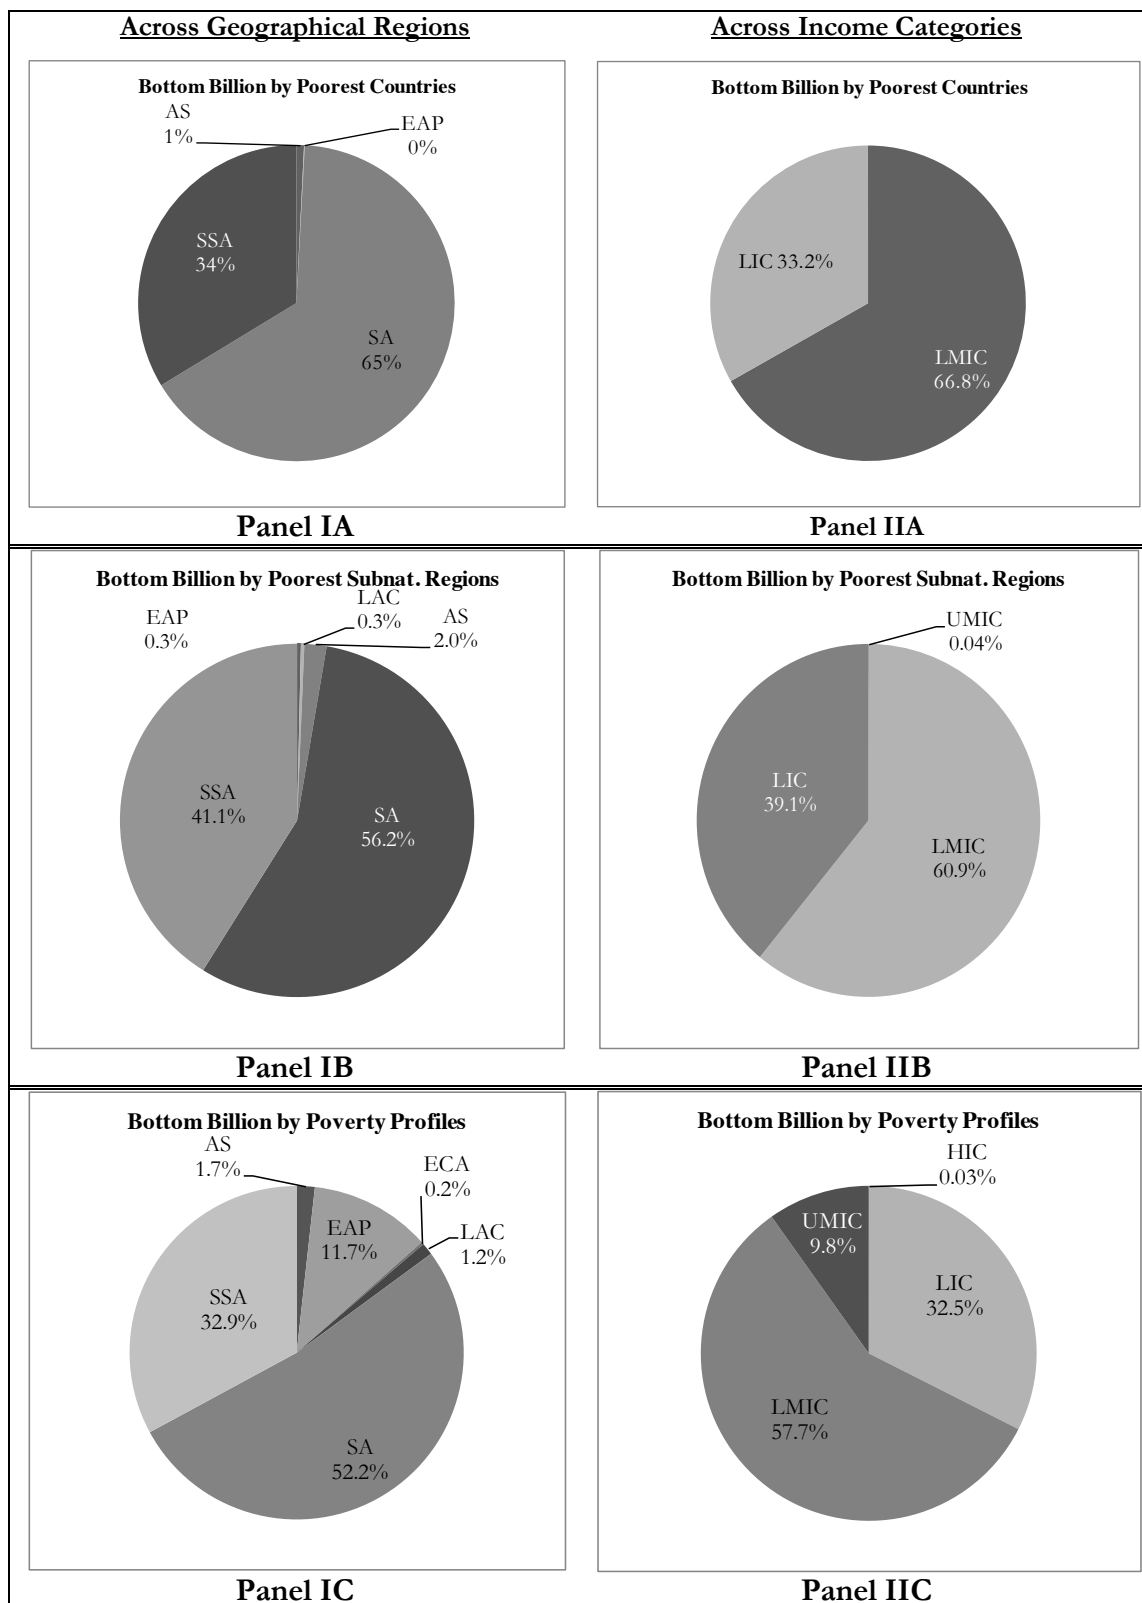 Across Geographical Regions
Across Income Categories
Bottom Billion by Poorest Countries
AS
1%
EAP
0%
SSA
34%
SA
65%
Panel IA
Bottom Billion by Poorest Countries
LIC 33.2%
LMIC
66.8%
Panel IIA
Bottom Billion by Poorest Subnat. Regions
EAP
0.3%
LAC
0.3%
AS
2.0%
SSA
41.1%
SA
56.2%
Panel IB
Bottom Billion by Poorest Subnat. Regions
UMIC
0.04%
LIC
39.1%
LMIC
60.9%
Panel IIB
Bottom Billion by Poverty Profiles
AS
1.7%
ECA
0.2%
EAP
11.7%
LAC
1.2%
SSA
32.9%
SA
52.2%
Panel IC
Bottom Billion by Poverty Profiles
HIC
0.03%
UMIC
9.8%
LIC
32.5%
LMIC
57.7%
Panel IIC